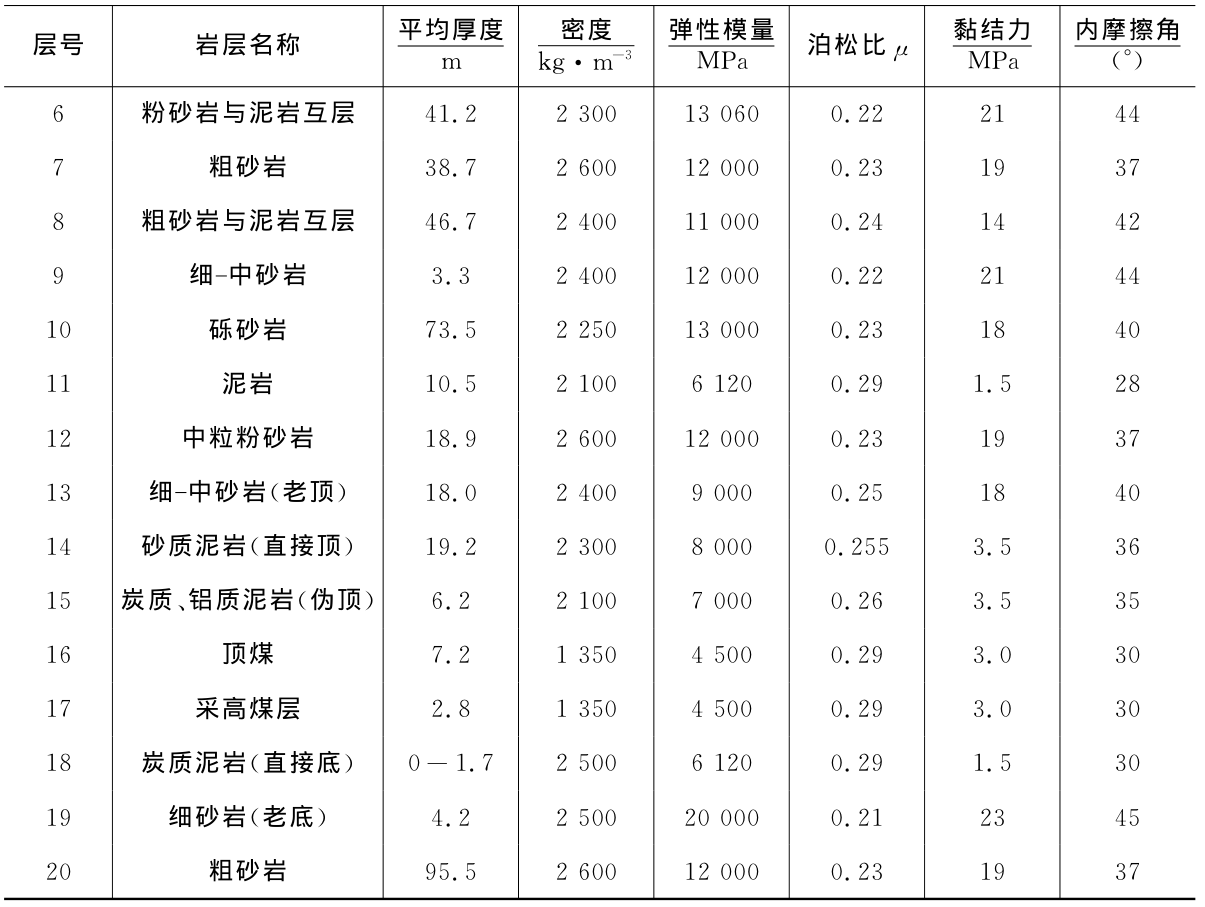 层号 岩层名称 平均厚度/m 密度/kg·m⁻³ 弹性模量/MPa 泊松比μ 黏结力/MPa 内摩擦角/(°)
6 粉砂岩与泥岩互层 41.2 2 300 13 060 0.22 21 44
7 粗砂岩 38.7 2 600 12 000 0.23 19 37
8 粗砂岩与泥岩互层 46.7 2 400 11 000 0.24 14 42
9 细-中砂岩 3.3 2 400 12 000 0.22 21 44
10 砾砂岩 73.5 2 250 13 000 0.23 18 40
11 泥岩 10.5 2 100 6 120 0.29 1.5 28
12 中粒粉砂岩 18.9 2 600 12 000 0.23 19 37
13 细-中砂岩(老顶) 18.0 2 400 9 000 0.25 18 40
14 砂质泥岩(直接顶) 19.2 2 300 8 000 0.255 3.5 36
15 炭质、铝质泥岩(伪顶) 6.2 2 100 7 000 0.26 3.5 35
16 顶煤 7.2 1 350 4 500 0.29 3.0 30
17 采高煤层 2.8 1 350 4 500 0.29 3.0 30
18 炭质泥岩(直接底) 0－1.7 2 500 6 120 0.29 1.5 30
19 细砂岩(老底) 4.2 2 500 20 000 0.21 23 45
20 粗砂岩 95.5 2 600 12 000 0.23 19 37